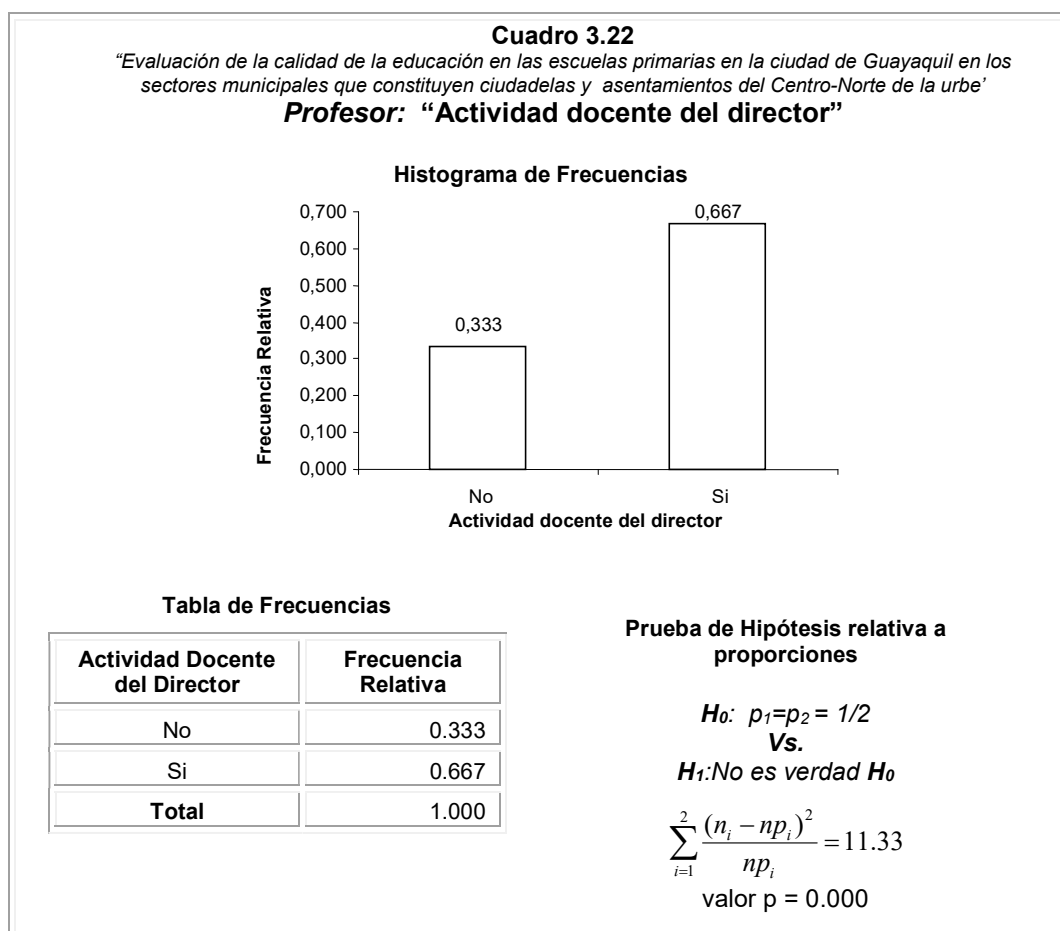 Cuadro 3.22
“Evaluación de la calidad de la educación en las escuelas primarias en la ciudad de Guayaquil en los
sectores municipales que constituyen ciudadelas y asentamientos del Centro-Norte de la urbe’
Profesor: “Actividad docente del director”
Histograma de Frecuencias
Frecuencia Relativa
0,700
0,600
0,500
0,400
0,300
0,200
0,100
0,000
0,333
0,667
No
Si
Actividad docente del director
Tabla de Frecuencias
Actividad Docente del Director | Frecuencia Relativa
No | 0.333
Si | 0.667
Total | 1.000
Prueba de Hipótesis relativa a
proporciones
H₀: p₁=p₂ = 1/2
Vs.
H₁:No es verdad H₀
\sum_{i=1}^{2} \frac{(n_i - np_i)^2}{np_i} = 11.33
valor p = 0.000